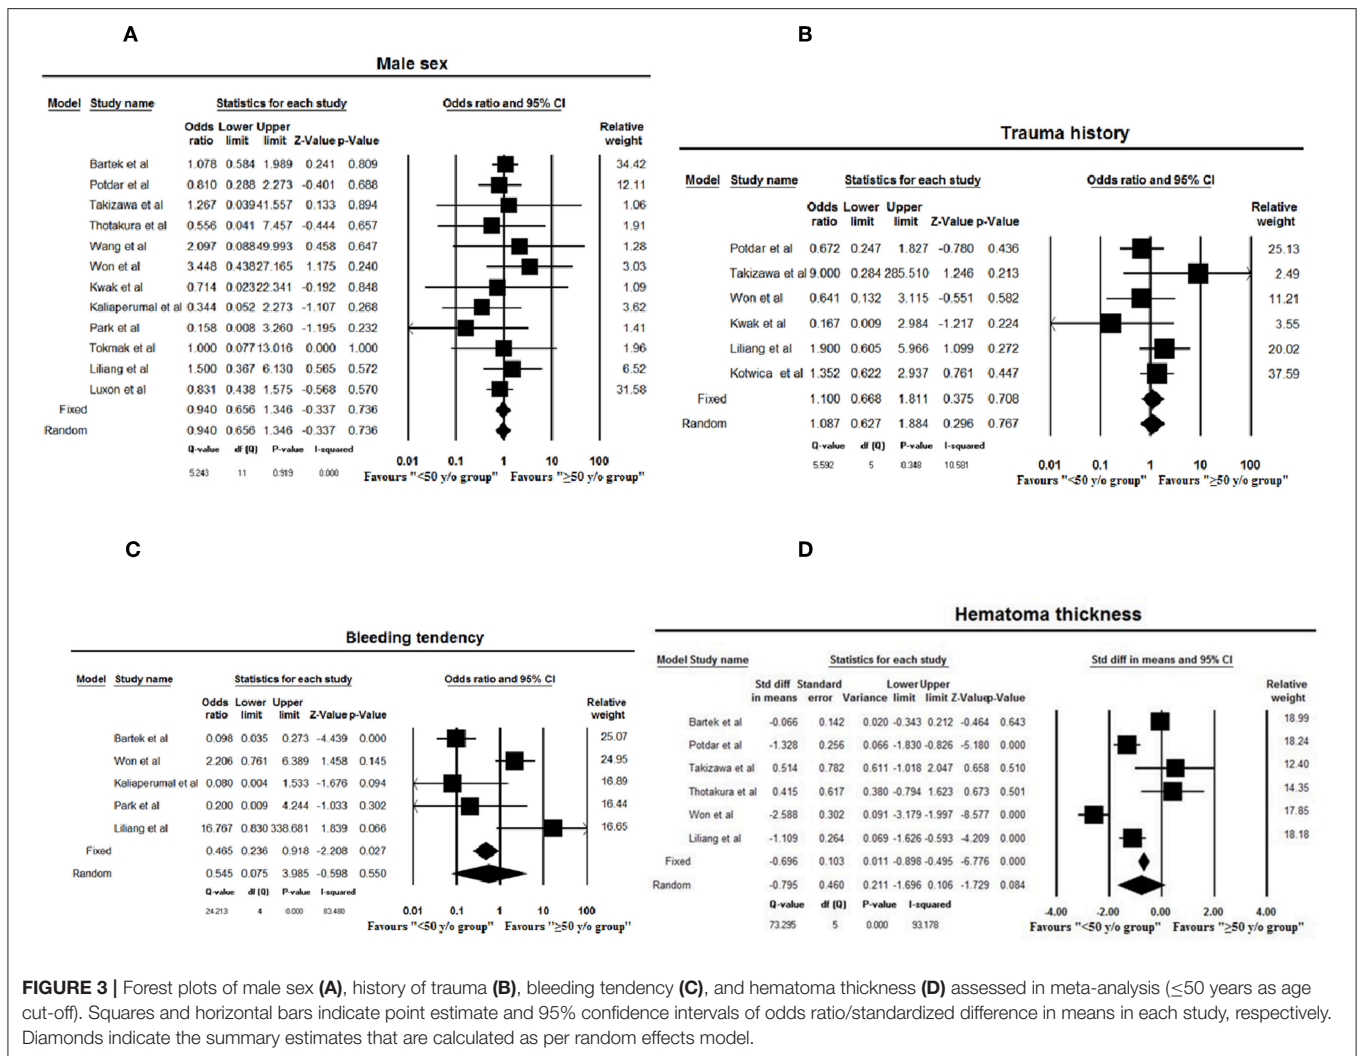 A
Male sex
Model Study name Statistics for each study Odds ratio and 95% CI
Odds Lower Upper Relative
ratio limit limit Z-Value p-Value weight
Bartek et al 1.078 0.584 1.989 0.241 0.809 34.42
Potdar et al 0.810 0.288 2.273 -0.401 0.688 12.11
Takizawa et al 1.267 0.039 41.557 0.133 0.894 1.06
Thotakura et al 0.556 0.041 7.457 -0.444 0.657 1.91
Wang et al 2.097 0.088 49.993 0.458 0.647 1.28
Won et al 3.448 0.438 27.165 1.175 0.240 3.03
Kwak et al 0.714 0.023 22.341 -0.192 0.848 1.09
Kaliaperumal et al 0.344 0.052 2.273 -1.107 0.268 3.62
Park et al 0.158 0.008 3.260 -1.195 0.232 1.41
Tokmak et al 1.000 0.077 13.016 0.000 1.000 1.96
Liliang et al 1.500 0.367 6.130 0.565 0.572 6.52
Luxon et al 0.831 0.438 1.575 -0.568 0.570 31.58
Fixed 0.940 0.656 1.346 -0.337 0.736
Random 0.940 0.656 1.346 -0.337 0.736
Q-value df (Q) P-value I-squared
5.243 11 0.919 0.000
0.01 0.1 1 10 100
Favours "<50 y/o group" Favours "≥50 y/o group"
B
Trauma history
Model Study name Statistics for each study Odds ratio and 95% CI
Odds Lower Upper Relative
ratio limit limit Z-Value p-Value weight
Potdar et al 0.672 0.247 1.827 -0.780 0.436 25.13
Takizawa et al 9.000 0.284 285.510 1.246 0.213 2.49
Won et al 0.641 0.132 3.115 -0.551 0.582 11.21
Kwak et al 0.167 0.009 2.984 -1.217 0.224 3.55
Liliang et al 1.900 0.605 5.966 1.099 0.272 20.02
Kotwica et al 1.352 0.622 2.937 0.761 0.447 37.59
Fixed 1.100 0.668 1.811 0.375 0.708
Random 1.087 0.627 1.884 0.296 0.767
Q-value df (Q) P-value I-squared
5.592 5 0.348 10.581
0.01 0.1 1 10 100
Favours "<50 y/o group" Favours "≥50 y/o group"
C
Bleeding tendency
Model Study name Statistics for each study Odds ratio and 95% CI
Odds Lower Upper Relative
ratio limit limit Z-Value p-Value weight
Bartek et al 0.098 0.035 0.273 -4.439 0.000 25.07
Won et al 2.206 0.761 6.389 1.458 0.145 24.95
Kaliaperumal et al 0.080 0.004 1.533 -1.676 0.094 16.89
Park et al 0.200 0.009 4.244 -1.033 0.302 16.44
Liliang et al 16.767 0.830 338.681 1.839 0.066 16.65
Fixed 0.465 0.236 0.918 -2.208 0.027
Random 0.545 0.075 3.985 -0.598 0.550
Q-value df (Q) P-value I-squared
24.213 4 0.000 83.480
0.01 0.1 1 10 100
Favours "<50 y/o group" Favours "≥50 y/o group"
D
Hematoma thickness
Model Study name Statistics for each study Std diff in means and 95% CI
Std diff Standard Lower Upper Relative
in means error Variance limit limit Z-Value p-Value weight
Bartek et al -0.066 0.142 0.020 -0.343 0.212 -0.464 0.643 18.99
Potdar et al -1.328 0.256 0.066 -1.830 -0.826 -5.180 0.000 18.24
Takizawa et al 0.514 0.782 0.611 -1.018 2.047 0.658 0.510 12.40
Thotakura et al 0.415 0.617 0.380 -0.794 1.623 0.673 0.501 14.35
Won et al -2.588 0.302 0.091 -3.179 -1.997 -8.577 0.000 17.85
Liliang et al -1.109 0.264 0.069 -1.626 -0.593 -4.209 0.000 18.18
Fixed -0.696 0.103 0.011 -0.898 -0.495 -6.776 0.000
Random -0.795 0.460 0.211 -1.696 0.106 -1.729 0.084
Q-value df (Q) P-value I-squared
73.295 5 0.000 93.178
-4.00 -2.00 0.00 2.00 4.00
Favours "<50 y/o group" Favours "≥50 y/o group"
FIGURE 3 | Forest plots of male sex (A), history of trauma (B), bleeding tendency (C), and hematoma thickness (D) assessed in meta-analysis (≤50 years as age
cut-off). Squares and horizontal bars indicate point estimate and 95% confidence intervals of odds ratio/standardized difference in means in each study, respectively.
Diamonds indicate the summary estimates that are calculated as per random effects model.